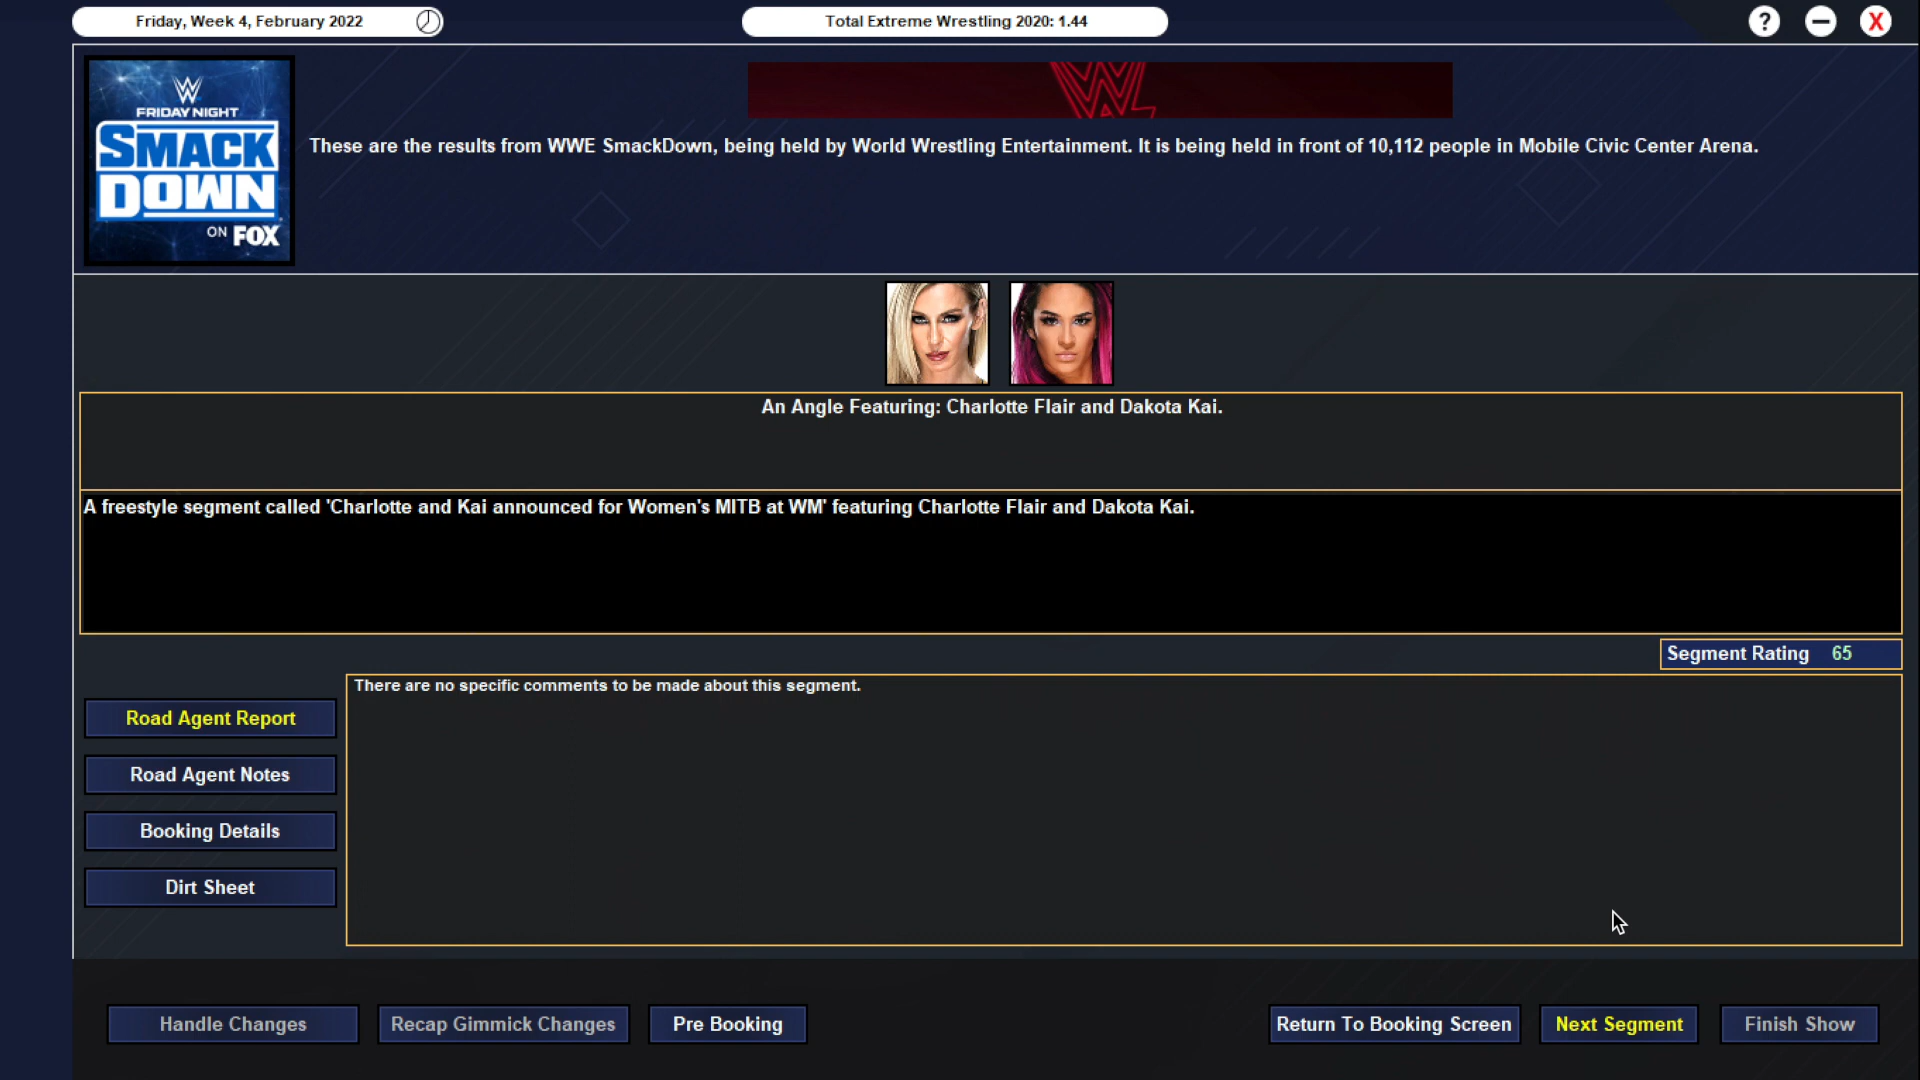 Friday, Week 4, February 2022
Total Extreme Wrestling 2020: 1.44
?
X
W
FRIDAY NIGHT
SMACK
DOWN
ON FOX
These are the results from WWE SmackDown, being held by World Wrestling Entertainment. It is being held in front of 10,112 people in Mobile Civic Center Arena.
An Angle Featuring: Charlotte Flair and Dakota Kai.
A freestyle segment called 'Charlotte and Kai announced for Women's MITB at WM' featuring Charlotte Flair and Dakota Kai.
Segment Rating 65
There are no specific comments to be made about this segment.
Road Agent Report
Road Agent Notes
Booking Details
Dirt Sheet
Handle Changes
Recap Gimmick Changes
Pre Booking
Return To Booking Screen
Next Segment
Finish Show